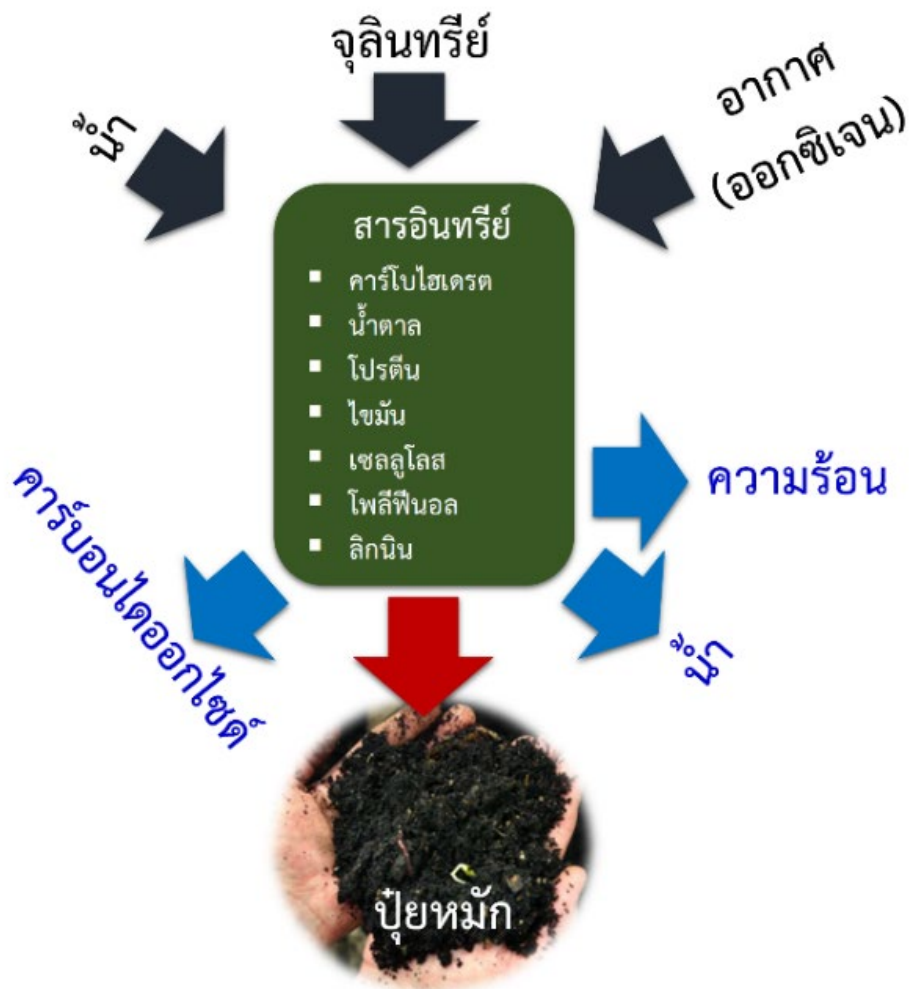 จุลินทรีย์
น้ำ
อากาศ
(ออกซิเจน)
สารอินทรีย์
▪ คาร์โบไฮเดรต
▪ น้ำตาล
▪ โปรตีน
▪ ไขมัน
▪ เซลลูโลส
▪ โพลีฟีนอล
▪ ลิกนิน
ความร้อน
คาร์บอนไดออกไซด์
น้ำ
ปุ๋ยหมัก